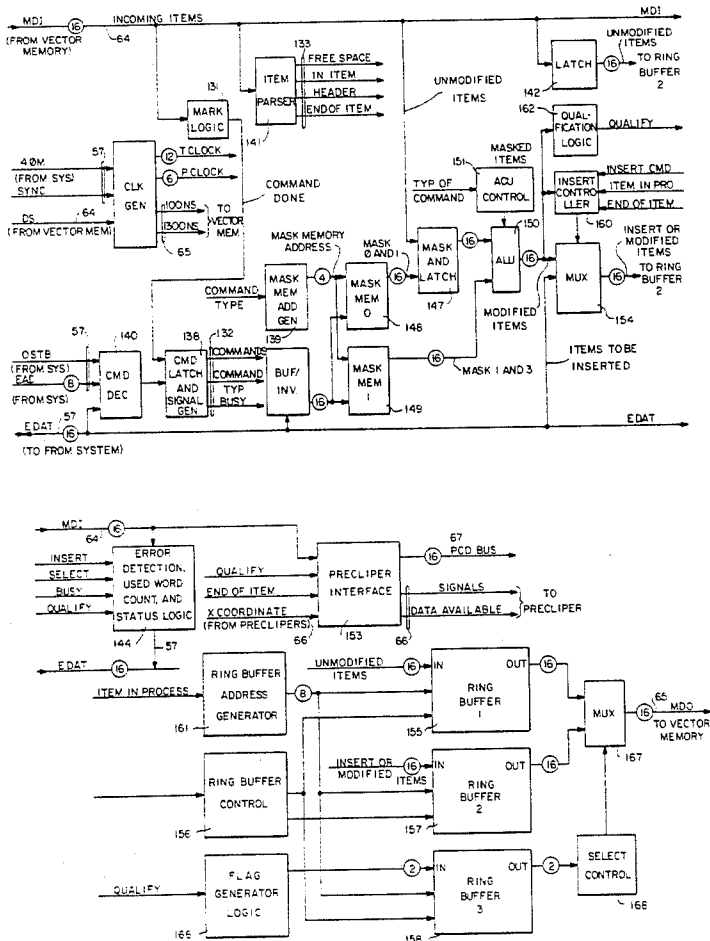 MDI 16 INCOMING ITEMS MDI
(FROM VECTOR MEMORY) 64
133
FREE SPACE
IN ITEM
HEADER
END OF ITEM
ITEM PARSER
141
131
MARK LOGIC
UNMODIFIED ITEMS
LATCH
142
16
UNMODIFIED ITEMS
TO RING BUFFER 2
162
QUAL-FICATION LOGIC
QUALIFY
40M
(FROM SYS)
SYNC
57
DS 64
(FROM VECTOR MEM)
CLK GEN
12 T CLOCK
6 P CLOCK
100NS
1300NS
65
TO VECTOR MEM
COMMAND DONE
MASKED ITEMS
TYP OF COMMAND
151
ACU CONTROL
INSERT CMD
ITEM IN PRO
END OF ITEM
INSERT CONTROLLER
160
MASK MEMORY ADDRESS
MASK 0 AND 1
COMMAND TYPE
MASK MEM ADD GEN
139
4
MASK MEM 0
148
16
MASK AND LATCH
147
16
150
ALU
16
MODIFIED ITEMS
MUX
154
16
INSERT OR MODIFIED ITEMS
TO RING BUFFER 2
57
OSTB
(FROM SYS)
EAD
8
(FROM SYS)
140
CMD DEC
138
CMD LATCH AND SIGNAL GEN
132
COMMANDS
COMMAND TYP
BUSY
BUF/INV.
16
MASK MEM 1
149
16
MASK 1 AND 3
ITEMS TO BE INSERTED
EDAT 16 57
(TO FROM SYSTEM)
EDAT
MDI 16
64
INSERT
SELECT
BUSY
QUALIFY
ERROR DETECTION, USED WORD COUNT, AND STATUS LOGIC
144
57
EDAT 16
QUALIFY
END OF ITEM
X COORDINATE
(FROM PRECLIPERS)
66
PRECLIPER INTERFACE
153
67
16 PCD BUS
SIGNALS
DATA AVAILABLE
66
TO PRECLIPER
ITEM IN PROCESS
RING BUFFER ADDRESS GENERATOR
161
8
UNMODIFIED ITEMS
16
IN OUT
RING BUFFER 1
155
16
MUX
167
16
65
MDO
TO VECTOR MEMORY
RING BUFFER CONTROL
156
INSERT OR MODIFIED ITEMS
16
IN OUT
RING BUFFER 2
157
16
QUALIFY
FLAG GENERATOR LOGIC
165
2
IN OUT
RING BUFFER 3
158
2
SELECT CONTROL
166